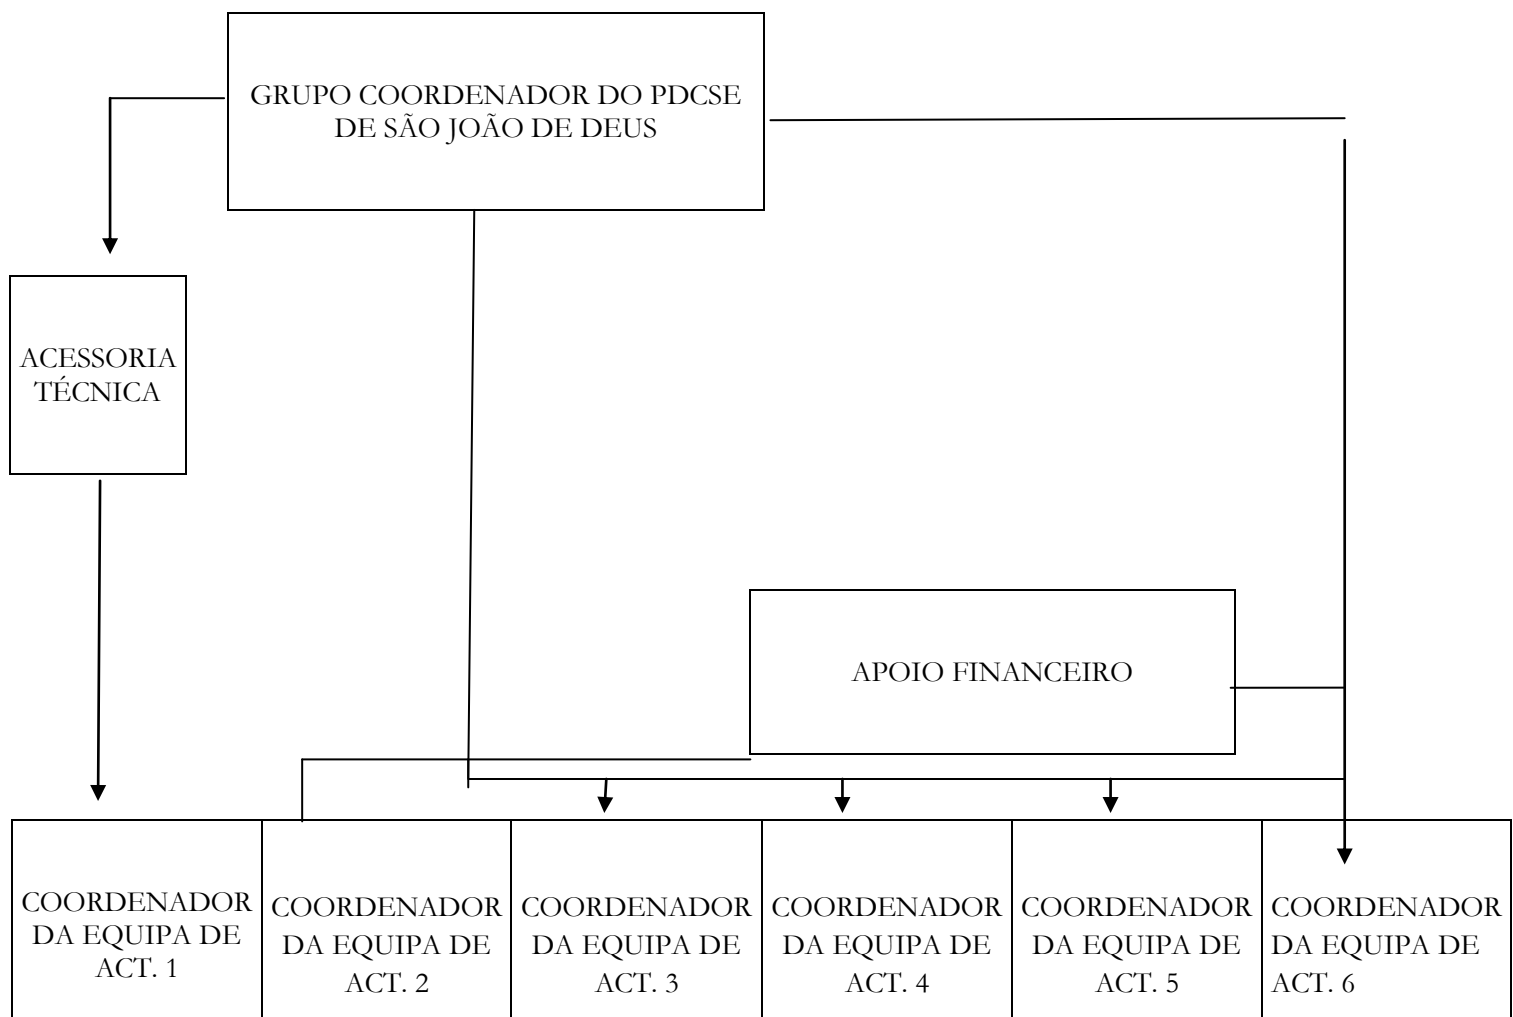 GRUPO COORDENADOR DO PDCSE
DE SÃO JOÃO DE DEUS
ACESSORIA
TÉCNICA
APOIO FINANCEIRO
COORDENADOR
DA EQUIPA DE
ACT. 1
COORDENADOR
DA EQUIPA DE
ACT. 2
COORDENADOR
DA EQUIPA DE
ACT. 3
COORDENADOR
DA EQUIPA DE
ACT. 4
COORDENADOR
DA EQUIPA DE
ACT. 5
COORDENADOR
DA EQUIPA DE
ACT. 6